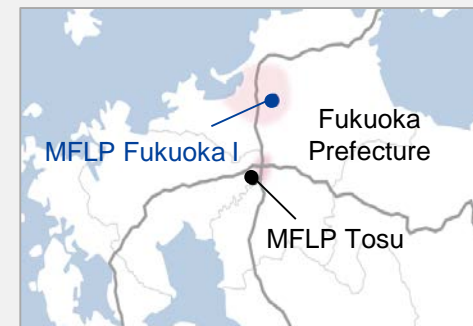 Fukuoka
Prefecture
MFLP Fukuoka I
MFLP Tosu